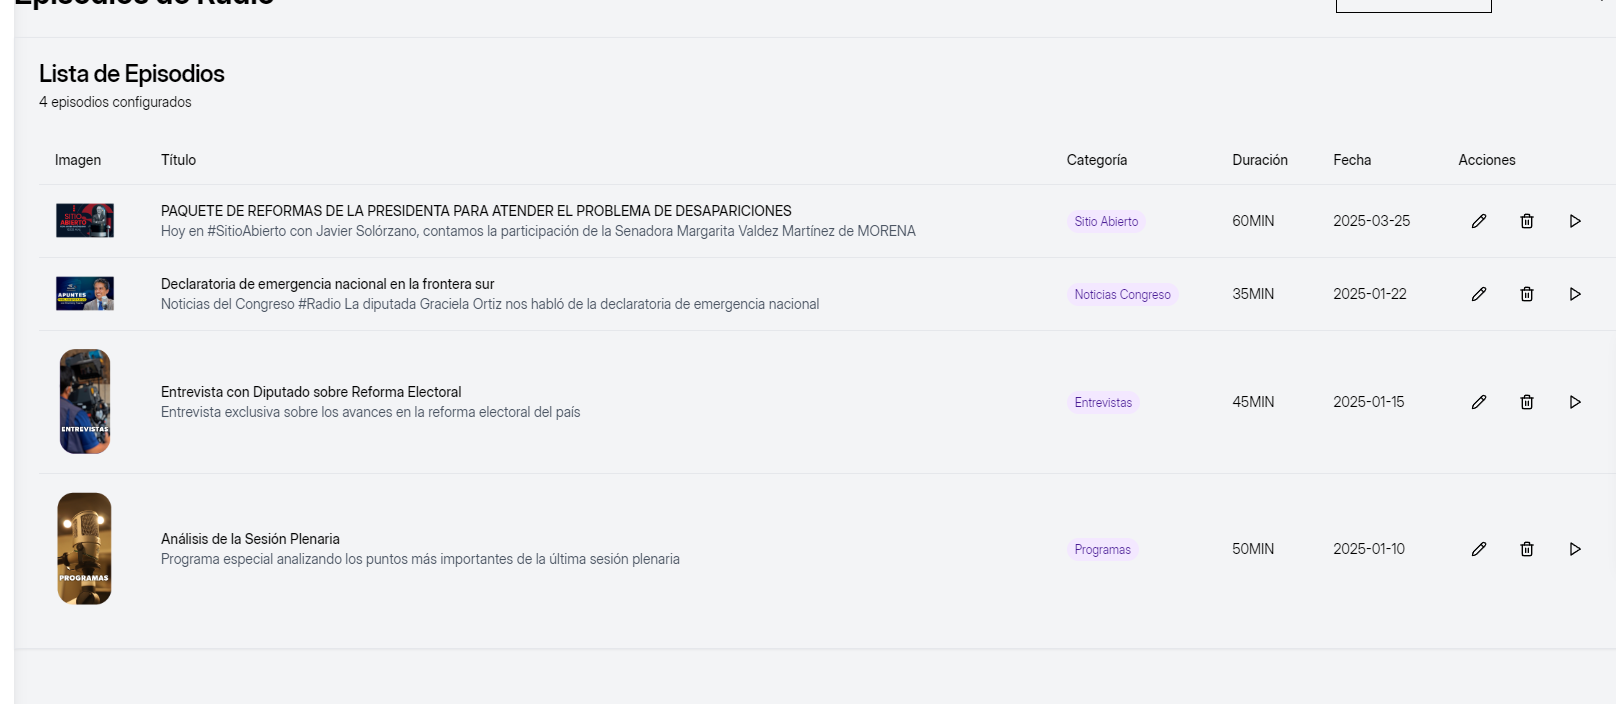 Episodios de Radio
Lista de Episodios
4 episodios configurados
Imagen Título Categoría Duración Fecha Acciones
SITIO
ABIERTO
PAQUETE DE REFORMAS DE LA PRESIDENTA PARA ATENDER EL PROBLEMA DE DESAPARICIONES
Hoy en #SitioAbierto con Javier Solórzano, contamos la participación de la Senadora Margarita Valdez Martínez de MORENA
Sitio Abierto 60MIN 2025-03-25
APUNTES
Declaratoria de emergencia nacional en la frontera sur
Noticias del Congreso #Radio La diputada Graciela Ortiz nos habló de la declaratoria de emergencia nacional
Noticias Congreso 35MIN 2025-01-22
ENTREVISTAS
Entrevista con Diputado sobre Reforma Electoral
Entrevista exclusiva sobre los avances en la reforma electoral del país
Entrevistas 45MIN 2025-01-15
PROGRAMAS
Análisis de la Sesión Plenaria
Programa especial analizando los puntos más importantes de la última sesión plenaria
Programas 50MIN 2025-01-10